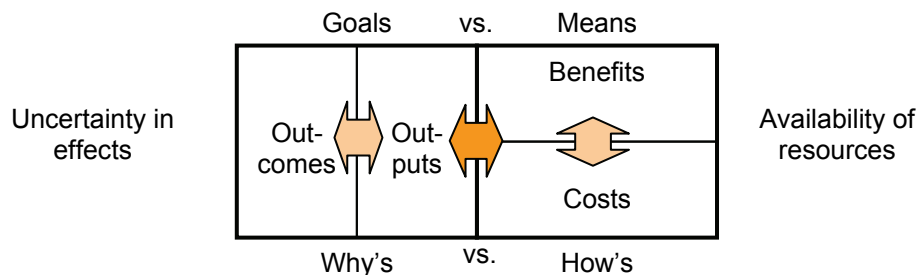 Goals vs. Means
Benefits
Uncertainty in
effects
Out-
comes
Out-
puts
Availability of
resources
Costs
Why's vs. How's